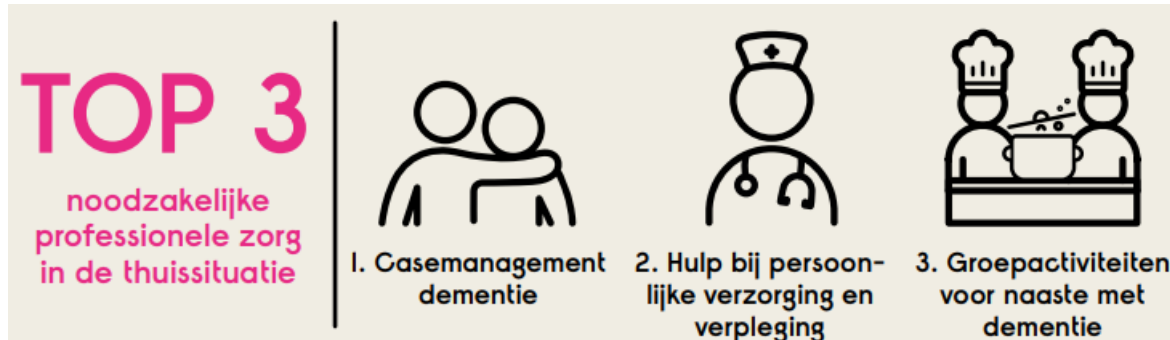 TOP 3
noodzakelijke
professionele zorg
in de thuissituatie
1. Casemanagement
dementie
2. Hulp bij persoon-
lijke verzorging en
verpleging
3. Groepactiviteiten
voor naaste met
dementie